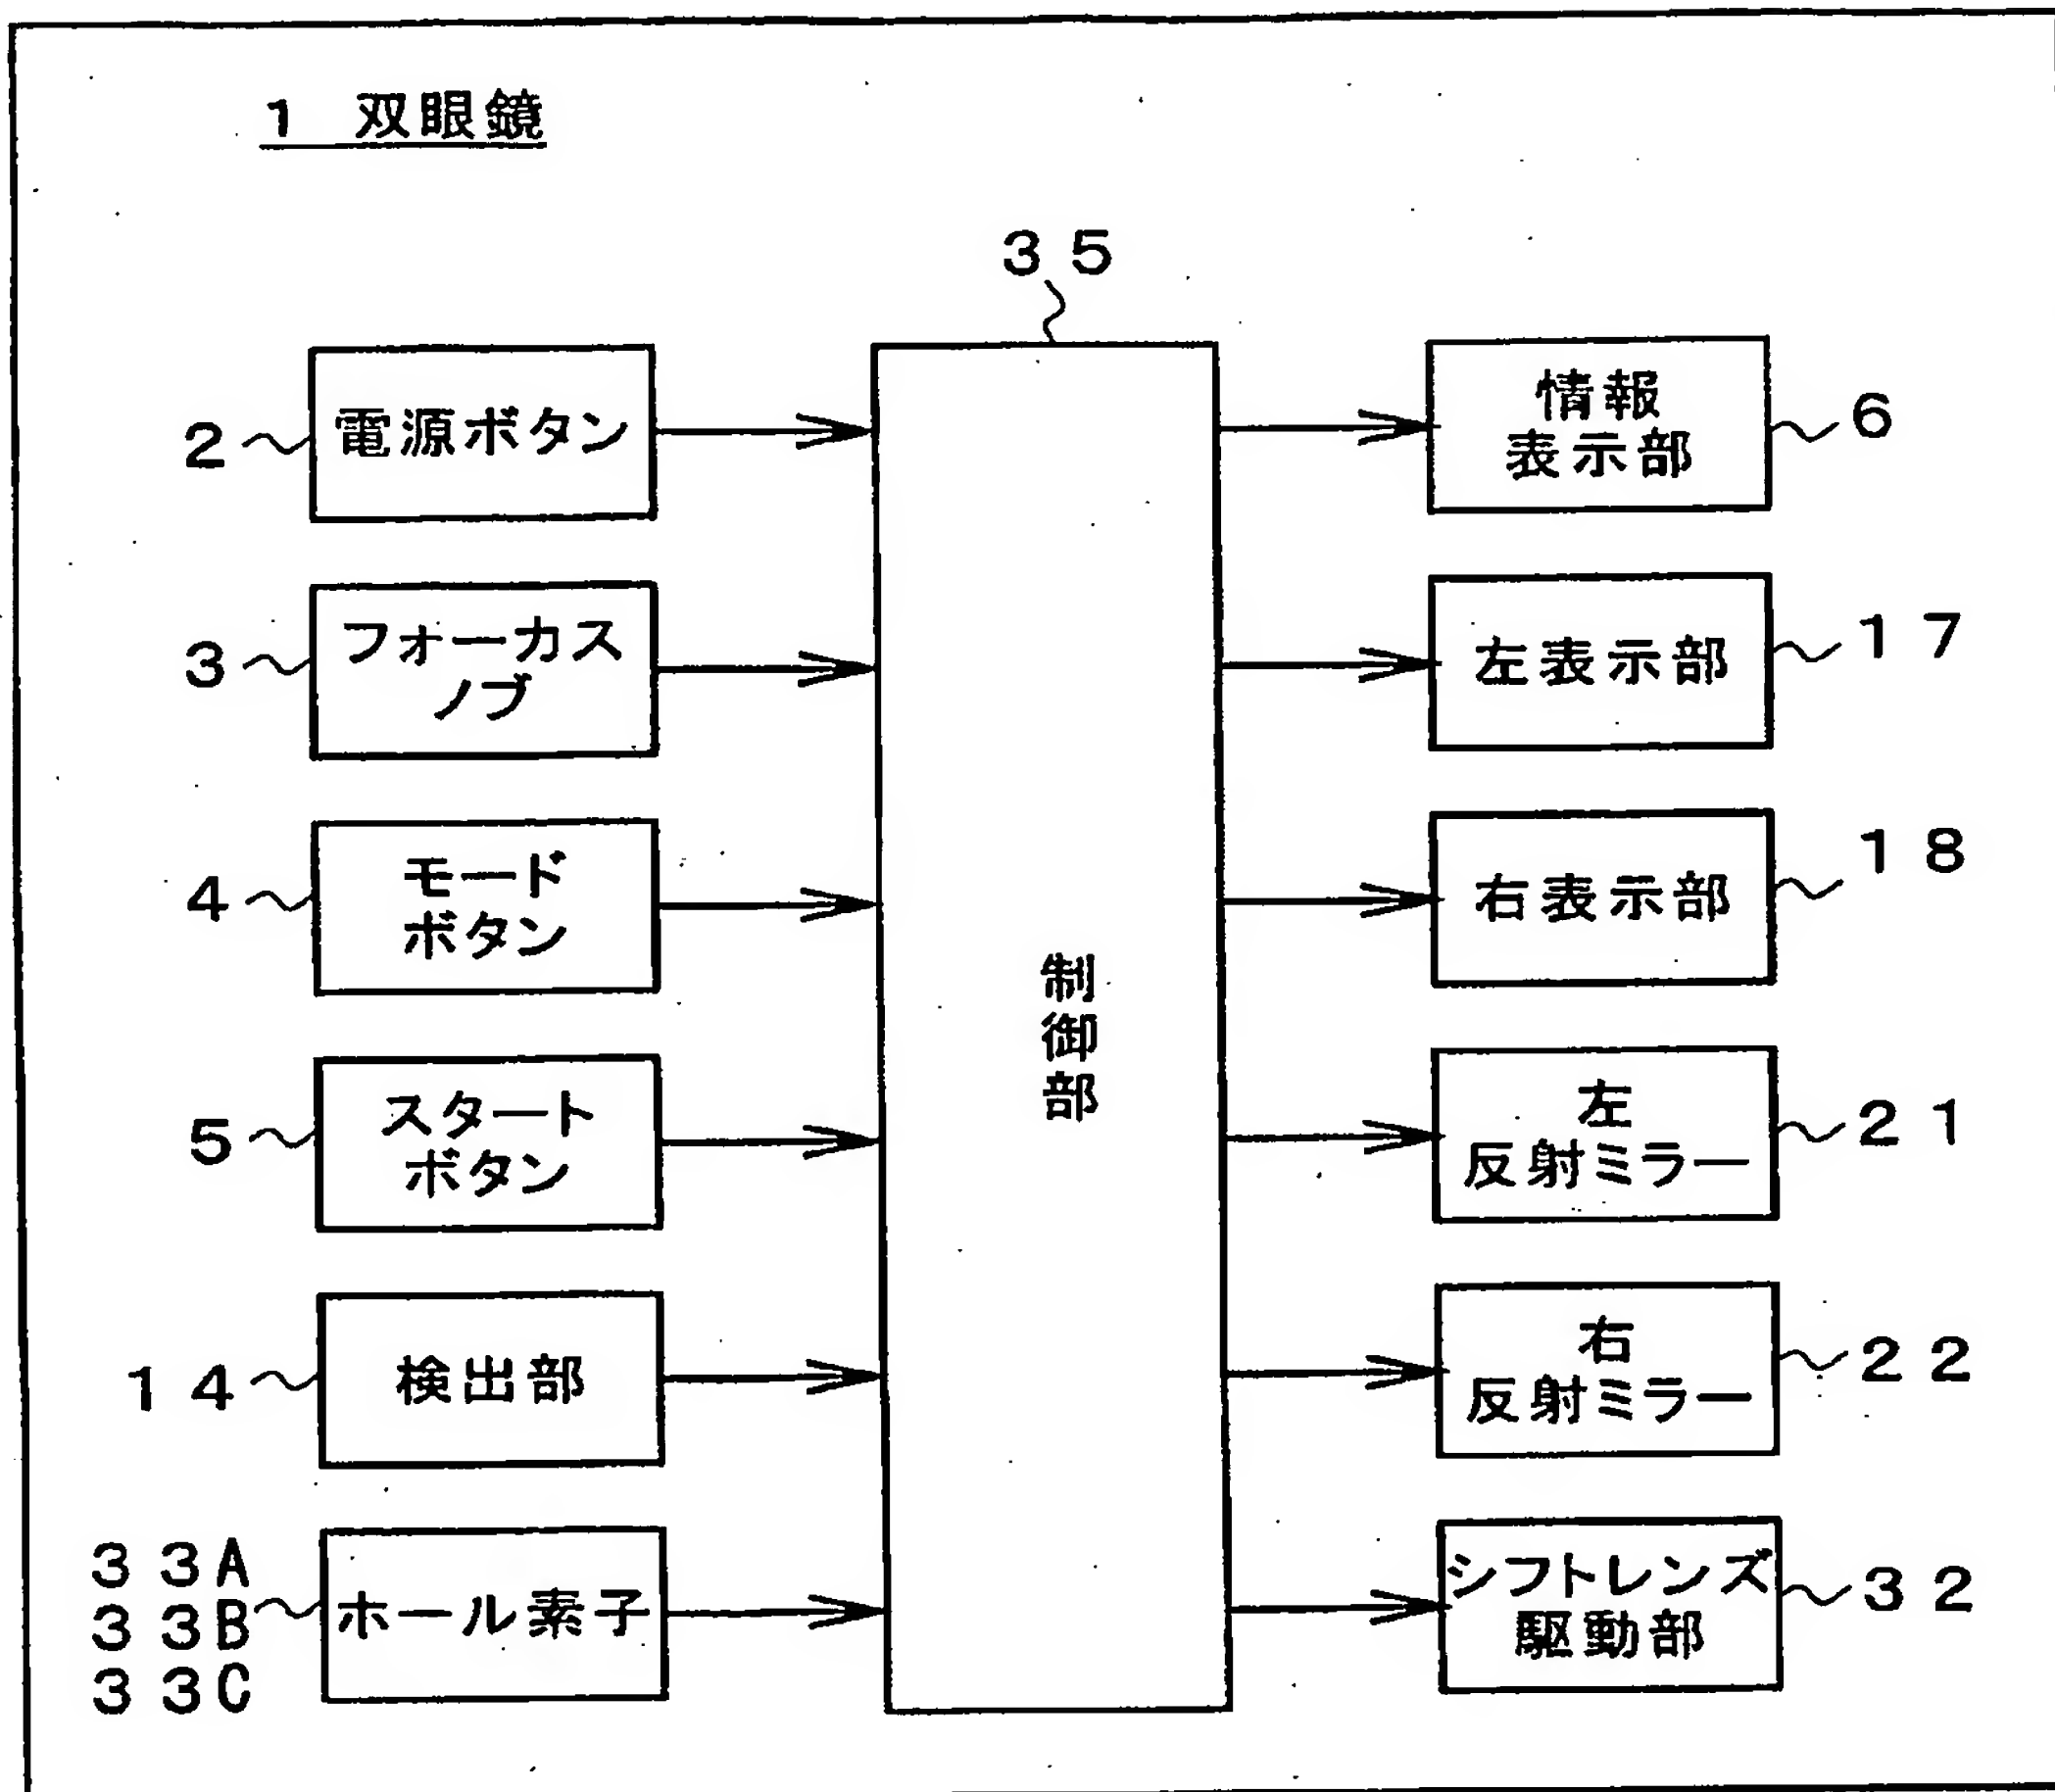 1 双眼鏡
35
2
電源ボタン
3
フォーカス
ノブ
4
モード
ボタン
5
スタート
ボタン
14
検出部
33A
33B
33C
ホール素子
制御部
情報
表示部
6
左表示部
17
右表示部
18
左
反射ミラー
21
右
反射ミラー
22
シフトレンズ
駆動部
32